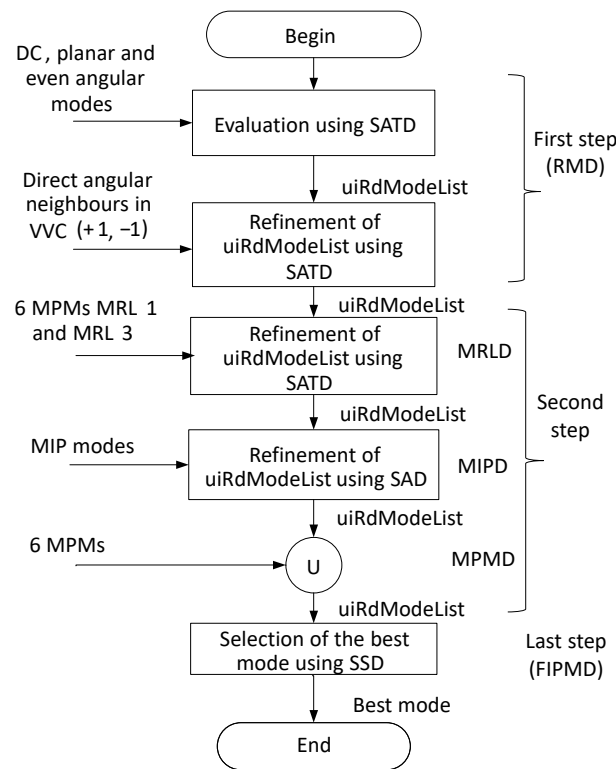 Begin
DC, planar and
even angular
modes
Evaluation using SATD
First step
(RMD)
uiRdModeList
Direct angular
neighbours in
VVC (+1, −1)
Refinement of
uiRdModeList using
SATD
uiRdModeList
6 MPMs MRL 1
and MRL 3
Refinement of
uiRdModeList using
SATD
MRLD
uiRdModeList
Second
step
MIP modes
Refinement of
uiRdModeList using SAD
MIPD
uiRdModeList
6 MPMs
U
MPMD
uiRdModeList
Selection of the best
mode using SSD
Last step
(FIPMD)
Best mode
End